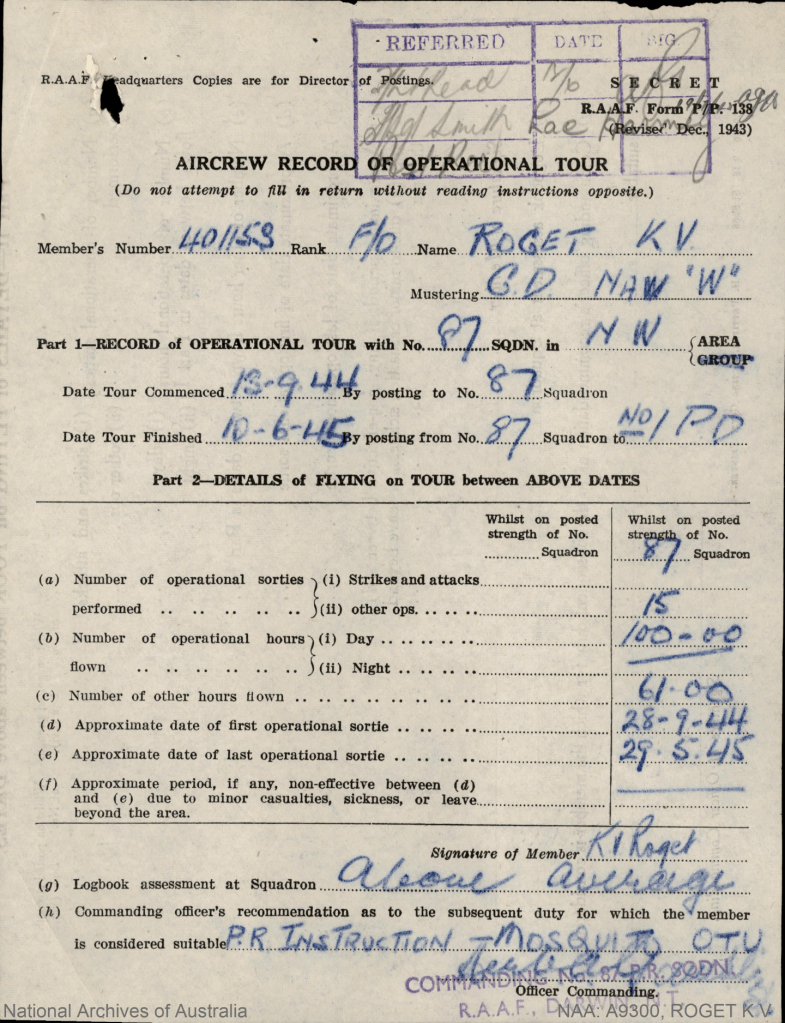 REFERRED DATE SIG
R.A.A.F. Headquarters Copies are for Director of Postings.
SECRET
Smith
R.A.A.F. Form P/P. 138
(Revised Dec., 1943)
AIRCREW RECORD OF OPERATIONAL TOUR
(Do not attempt to fill in return without reading instructions opposite.)
Member's Number 401153 Rank F/O Name ROGET K V
Mustering G.D. NAV "W"
Part 1—RECORD of OPERATIONAL TOUR with No. 87 SQDN. in N W AREA
GROUP
Date Tour Commenced 13-9-44 By posting to No. 87 Squadron
Date Tour Finished 10-6-45 By posting from No. 87 Squadron to No 1 P.D
Part 2—DETAILS of FLYING on TOUR between ABOVE DATES
Whilst on posted Whilst on posted
strength of No. strength of No.
Squadron 87 Squadron
(a) Number of operational sorties (i) Strikes and attacks
performed (ii) other ops. 15
(b) Number of operational hours (i) Day 100-00
flown (ii) Night
(c) Number of other hours flown 61.00
(d) Approximate date of first operational sortie 28-9-44
(e) Approximate date of last operational sortie 29.5.45
(f) Approximate period, if any, non-effective between (d)
and (e) due to minor casualties, sickness, or leave
beyond the area.
Signature of Member K V Roget
(g) Logbook assessment at Squadron Above average
(h) Commanding officer's recommendation as to the subsequent duty for which the member
is considered suitable P.R INSTRUCTION - MOSQUITO OTU
COMMANDING No. 87 P.R. SQDN.
Officer Commanding.
R.A.A.F., DARWIN N.T.
National Archives of Australia NAA: A9300, ROGET K V